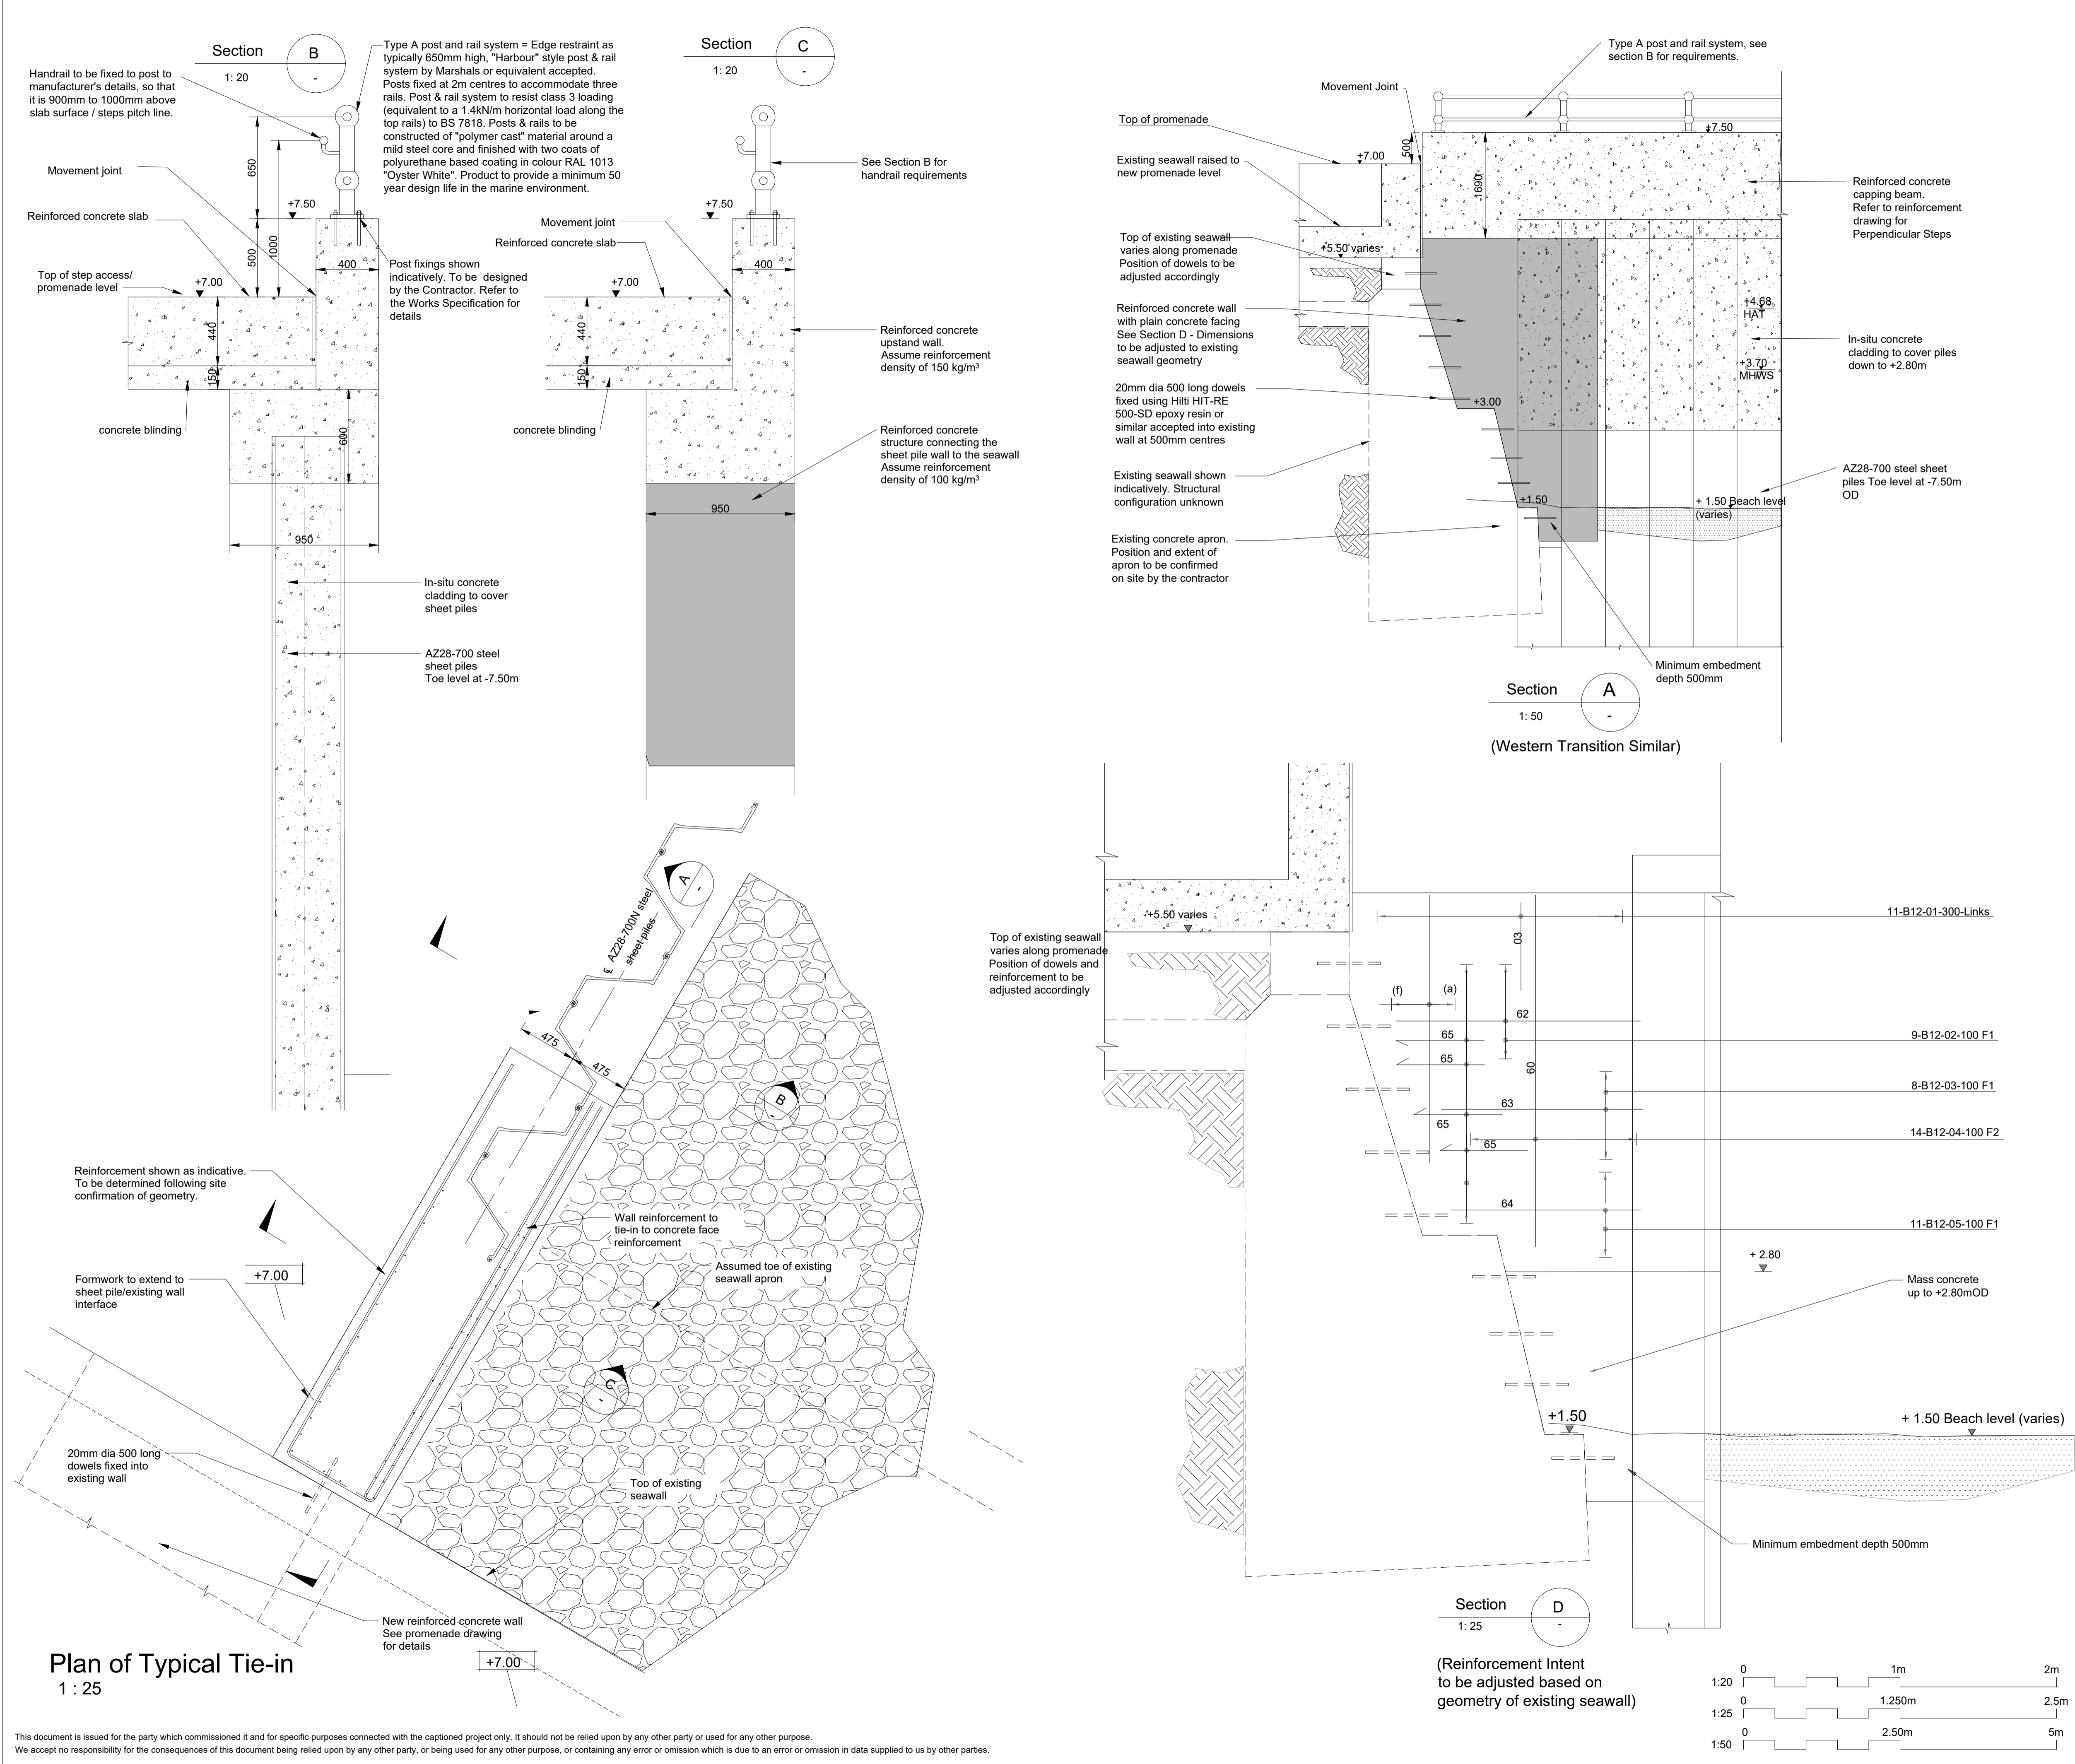 Section
B
1: 20
-
Handrail to be fixed to post to
manufacturer's details, so that
it is 900mm to 1000mm above
slab surface / steps pitch line.
Type A post and rail system = Edge restraint as
typically 650mm high, "Harbour" style post & rail
system by Marshals or equivalent accepted.
Posts fixed at 2m centres to accommodate three
rails. Post & rail system to resist class 3 loading
(equivalent to a 1.4kN/m horizontal load along the
top rails) to BS 7818. Posts & rails to be
constructed of "polymer cast" material around a
mild steel core and finished with two coats of
polyurethane based coating in colour RAL 1013
"Oyster White". Product to provide a minimum 50
year design life in the marine environment.
Movement joint
Reinforced concrete slab
Top of step access/
promenade level
650
500
1000
+7.50
400
+7.00
440
150
600
950
Post fixings shown
indicatively. To be designed
by the Contractor. Refer to
the Works Specification for
details
concrete blinding
In-situ concrete
cladding to cover
sheet piles
AZ28-700 steel
sheet piles
Toe level at -7.50m
Section
C
1: 20
-
See Section B for
handrail requirements
+7.50
Movement joint
Reinforced concrete slab
400
+7.00
440
150
concrete blinding
Reinforced concrete
upstand wall.
Assume reinforcement
density of 150 kg/m³
Reinforced concrete
structure connecting the
sheet pile wall to the seawall
Assume reinforcement
density of 100 kg/m³
950
Type A post and rail system, see
section B for requirements.
Movement Joint
Top of promenade
+7.50
500
+7.00
1690
Existing seawall raised to
new promenade level
Reinforced concrete
capping beam.
Refer to reinforcement
drawing for
Perpendicular Steps
Top of existing seawall
varies along promenade
Position of dowels to be
adjusted accordingly
+5.50 varies
Reinforced concrete wall
with plain concrete facing
See Section D - Dimensions
to be adjusted to existing
seawall geometry
+4.68
HAT
+3.70
MHWS
In-situ concrete
cladding to cover piles
down to +2.80m
20mm dia 500 long dowels
fixed using Hilti HIT-RE
500-SD epoxy resin or
similar accepted into existing
wall at 500mm centres
+3.00
Existing seawall shown
indicatively. Structural
configuration unknown
+1.50
+ 1.50 Beach level
(varies)
AZ28-700 steel sheet
piles Toe level at -7.50m
OD
Existing concrete apron.
Position and extent of
apron to be confirmed
on site by the contractor
Minimum embedment
depth 500mm
Section
A
1: 50
-
(Western Transition Similar)
A
-
AZ28-700N steel
sheet piles
475
475
B
-
Reinforcement shown as indicative.
To be determined following site
confirmation of geometry.
Wall reinforcement to
tie-in to concrete face
reinforcement
Assumed toe of existing
seawall apron
Formwork to extend to
sheet pile/existing wall
interface
+7.00
C
-
20mm dia 500 long
dowels fixed into
existing wall
Top of existing
seawall
New reinforced concrete wall
See promenade drawing
for details
+7.00
Plan of Typical Tie-in
1 : 25
+5.50 varies
Top of existing seawall
varies along promenade
Position of dowels and
reinforcement to be
adjusted accordingly
11-B12-01-300-Links
03
(f)
(a)
62
65
9-B12-02-100 F1
65
60
8-B12-03-100 F1
63
65
14-B12-04-100 F2
65
64
11-B12-05-100 F1
+ 2.80
Mass concrete
up to +2.80mOD
+1.50
+ 1.50 Beach level (varies)
Minimum embedment depth 500mm
Section
D
1: 25
-
(Reinforcement Intent
to be adjusted based on
geometry of existing seawall)
0
1m
2m
1:20
0
1.250m
2.5m
1:25
0
2.50m
5m
1:50
This document is issued for the party which commissioned it and for specific purposes connected with the captioned project only. It should not be relied upon by any other party or used for any other purpose.
We accept no responsibility for the consequences of this document being relied upon by any other party, or being used for any other purpose, or containing any error or omission which is due to an error or omission in data supplied to us by other parties.